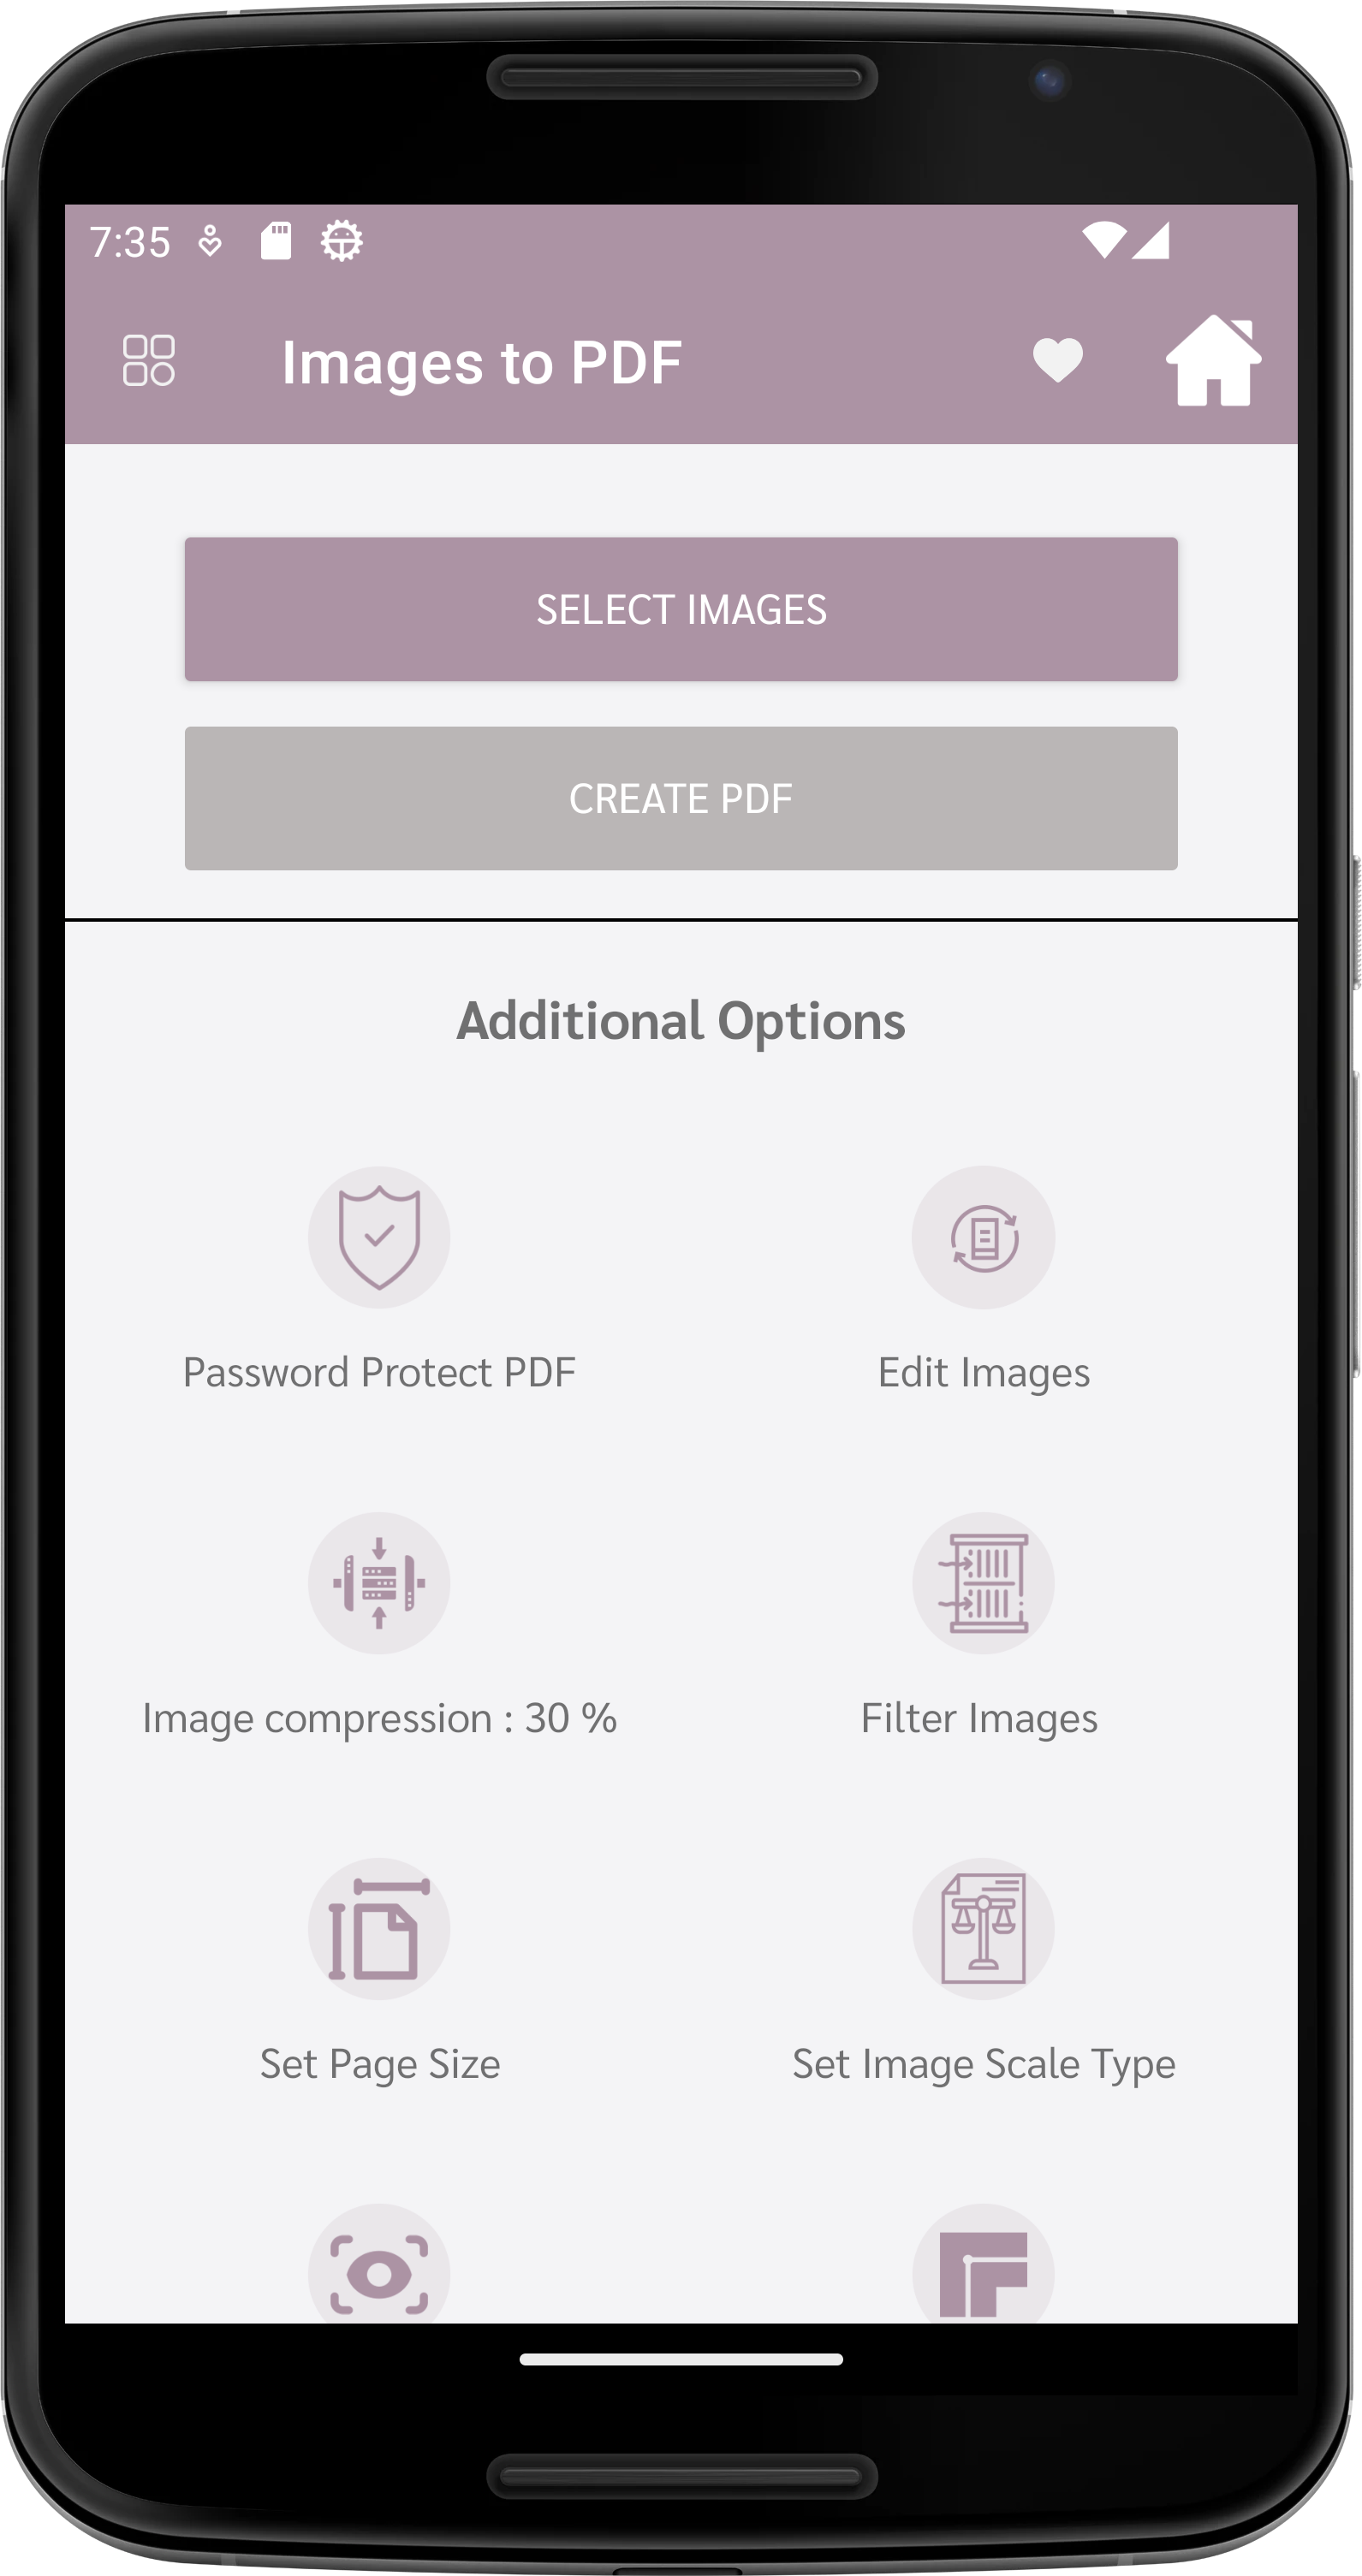 7:35
Images to PDF
SELECT IMAGES
CREATE PDF
Additional Options
Password Protect PDF
Edit Images
Image compression : 30 %
Filter Images
Set Page Size
Set Image Scale Type